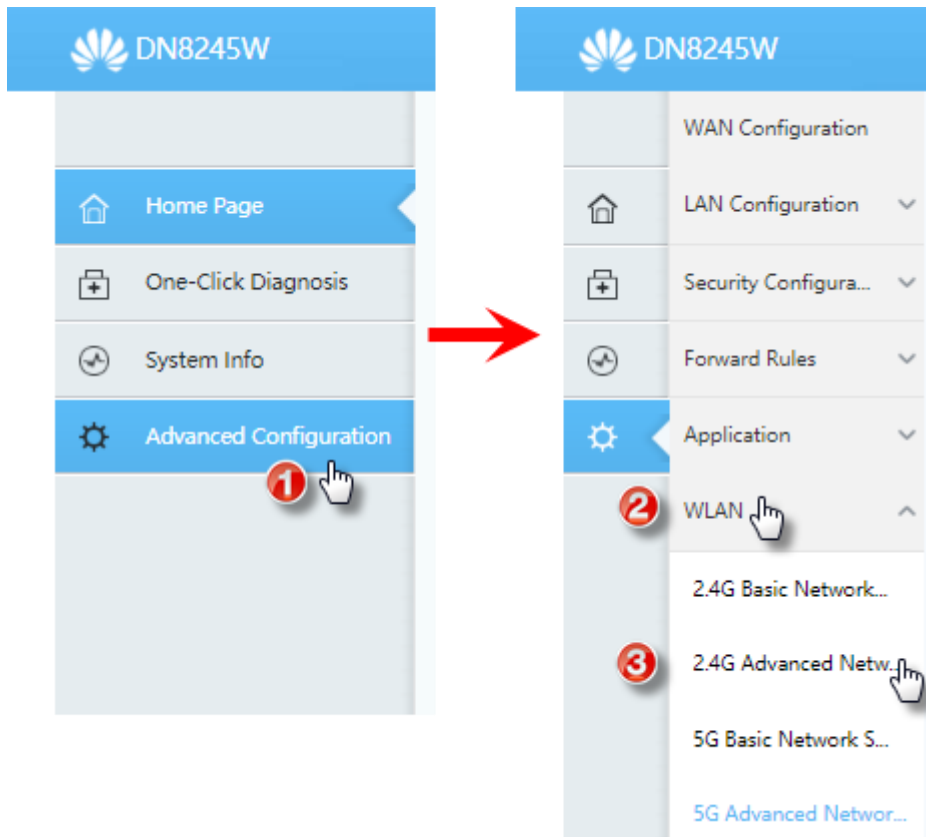 DN8245W
Home Page
One-Click Diagnosis
System Info
Advanced Configuration
1
DN8245W
WAN Configuration
LAN Configuration
Security Configura...
Forward Rules
Application
2 WLAN
2.4G Basic Network...
3 2.4G Advanced Netw...
5G Basic Network S...
5G Advanced Networ...